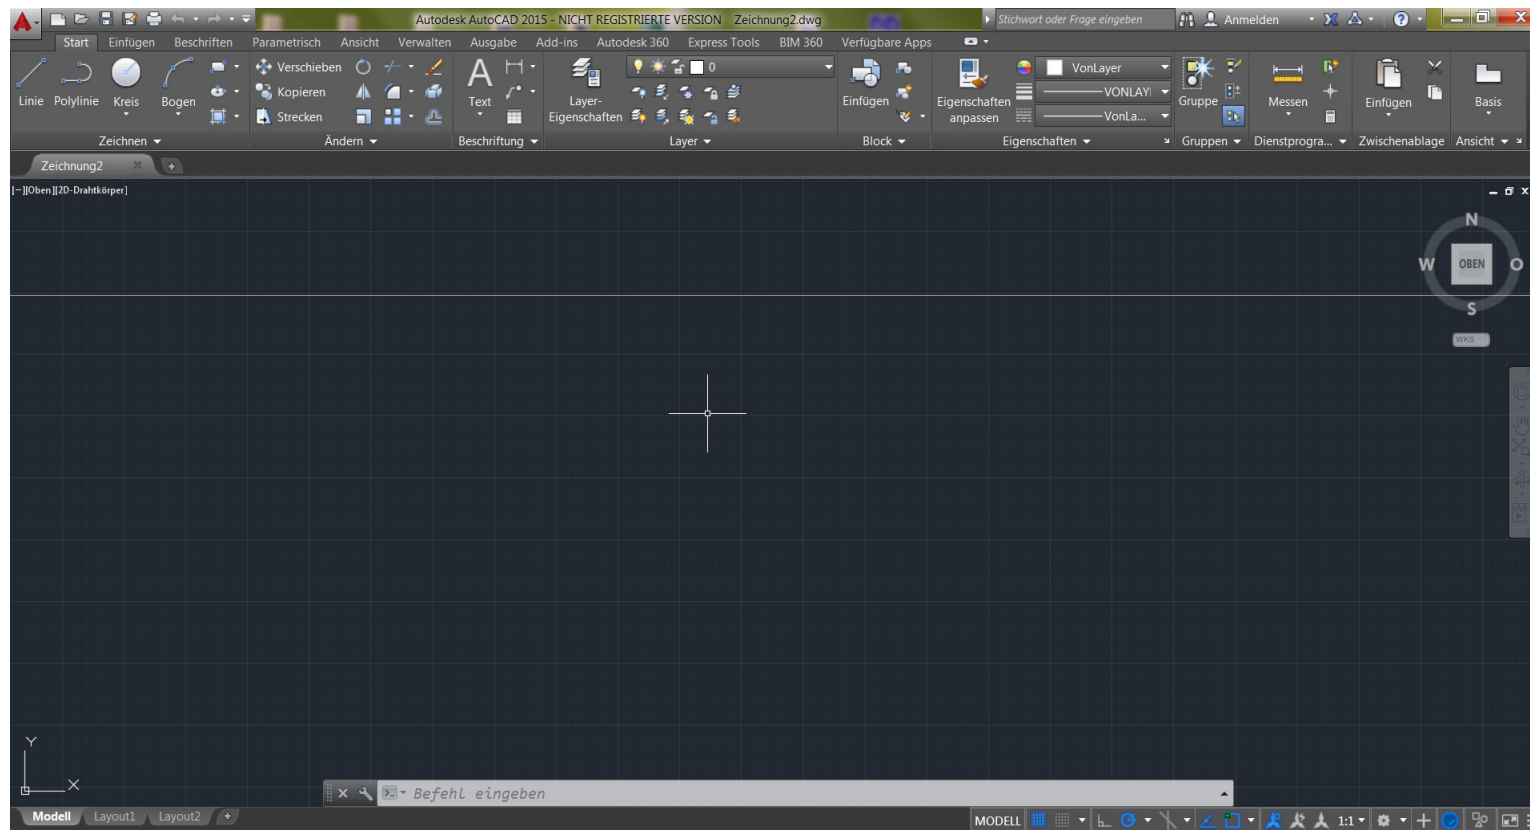 Autodesk AutoCAD 2015 - NICHT REGISTRIERTE VERSION Zeichnung2.dwg
Stichwort oder Frage eingeben
Anmelden
Start Einfügen Beschriften Parametrisch Ansicht Verwalten Ausgabe Add-ins Autodesk 360 Express Tools BIM 360 Verfügbare Apps
Linie Polylinie Kreis Bogen
Verschieben
Kopieren
Strecken
Text
Layer-
Eigenschaften
0
Einfügen
Eigenschaften
anpassen
VonLayer
VONLAYI
VonLa...
Gruppe
Messen
Einfügen
Basis
Zeichnen Ändern Beschriftung Layer Block Eigenschaften Gruppen Dienstprogra... Zwischenablage Ansicht
Zeichnung2
[−][Oben][2D-Drahtkörper]
N
W OBEN O
S
WKS
Y
X
Befehl eingeben
Modell Layout1 Layout2
MODELL 1:1